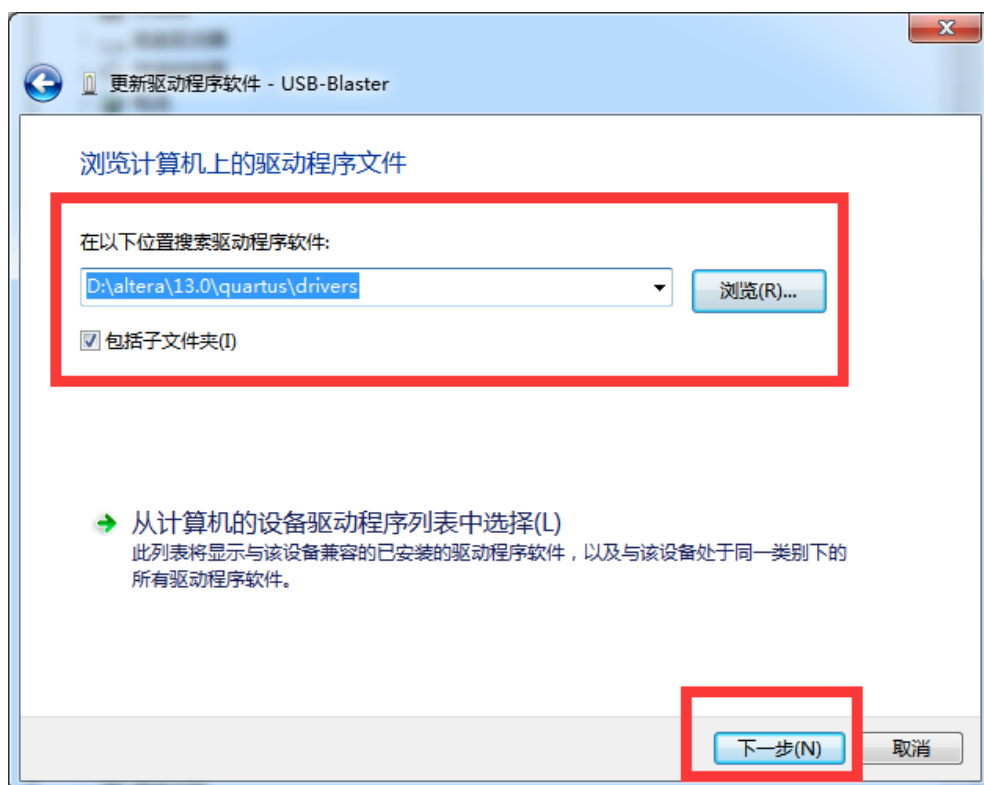 更新驱动程序软件 - USB-Blaster
浏览计算机上的驱动程序文件
在以下位置搜索驱动程序软件:
D:\altera\13.0\quartus\drivers
浏览(R)...
包括子文件夹(I)
从计算机的设备驱动程序列表中选择(L)
此列表将显示与该设备兼容的已安装的驱动程序软件，以及与该设备处于同一类别下的
所有驱动程序软件。
下一步(N)
取消